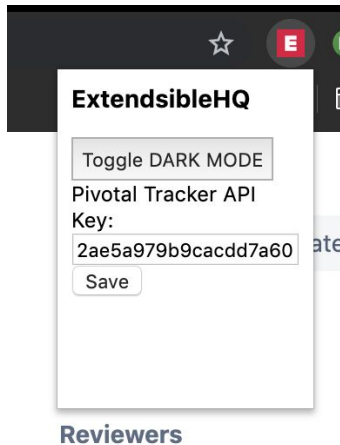 E
ExtendsibleHQ
Toggle DARK MODE
Pivotal Tracker API
Key:
2ae5a979b9cacdd7a60
ate
Save
Reviewers